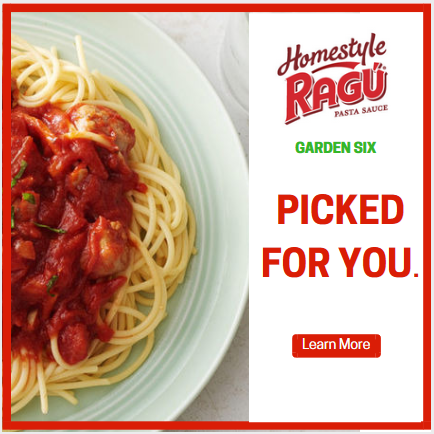 Homestyle
RAGÚ
PASTA SAUCE
GARDEN SIX
PICKED
FOR YOU.
Learn More